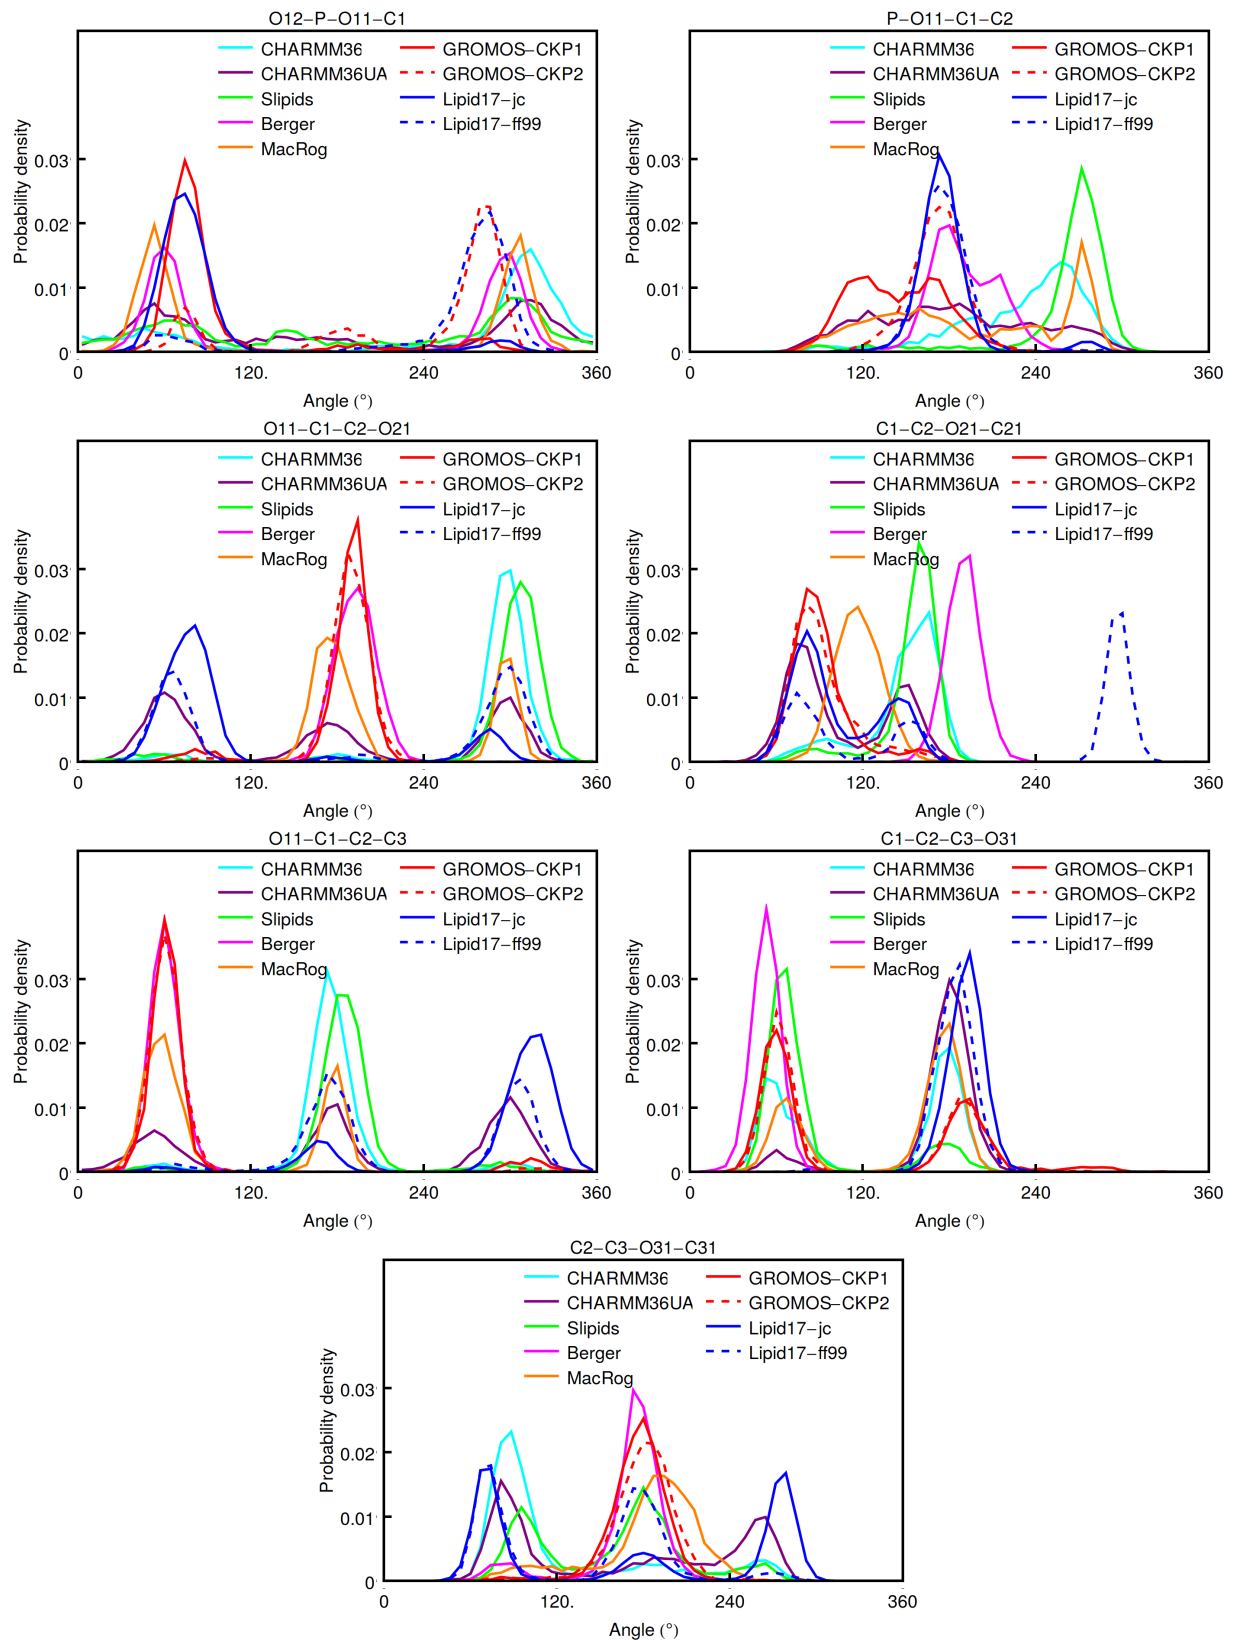 O12−P−O11−C1
CHARMM36 GROMOS−CKP1
CHARMM36UA GROMOS−CKP2
Slipids Lipid17−jc
Berger Lipid17−ff99
MacRog
Probability density
0.03
0.02
0.01
0
0 120. 240 360
Angle (°)
P−O11−C1−C2
CHARMM36 GROMOS−CKP1
CHARMM36UA GROMOS−CKP2
Slipids Lipid17−jc
Berger Lipid17−ff99
MacRog
Probability density
0.03
0.02
0.01
0
0 120. 240 360
Angle (°)
O11−C1−C2−O21
CHARMM36 GROMOS−CKP1
CHARMM36UA GROMOS−CKP2
Slipids Lipid17−jc
Berger Lipid17−ff99
MacRog
Probability density
0.03
0.02
0.01
0
0 120. 240 360
Angle (°)
C1−C2−O21−C21
CHARMM36 GROMOS−CKP1
CHARMM36UA GROMOS−CKP2
Slipids Lipid17−jc
Berger Lipid17−ff99
MacRog
Probability density
0.03
0.02
0.01
0
0 120. 240 360
Angle (°)
O11−C1−C2−C3
CHARMM36 GROMOS−CKP1
CHARMM36UA GROMOS−CKP2
Slipids Lipid17−jc
Berger Lipid17−ff99
MacRog
Probability density
0.03
0.02
0.01
0
0 120. 240 360
Angle (°)
C1−C2−C3−O31
CHARMM36 GROMOS−CKP1
CHARMM36UA GROMOS−CKP2
Slipids Lipid17−jc
Berger Lipid17−ff99
MacRog
Probability density
0.03
0.02
0.01
0
0 120. 240 360
Angle (°)
C2−C3−O31−C31
CHARMM36 GROMOS−CKP1
CHARMM36UA GROMOS−CKP2
Slipids Lipid17−jc
Berger Lipid17−ff99
MacRog
Probability density
0.03
0.02
0.01
0
0 120. 240 360
Angle (°)